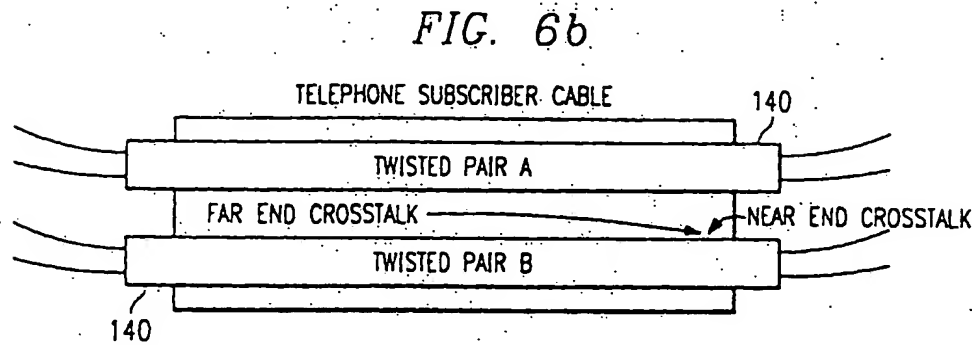 FIG. 6b
TELEPHONE SUBSCRIBER CABLE
140
TWISTED PAIR A
FAR END CROSSTALK
NEAR END CROSSTALK
TWISTED PAIR B
140